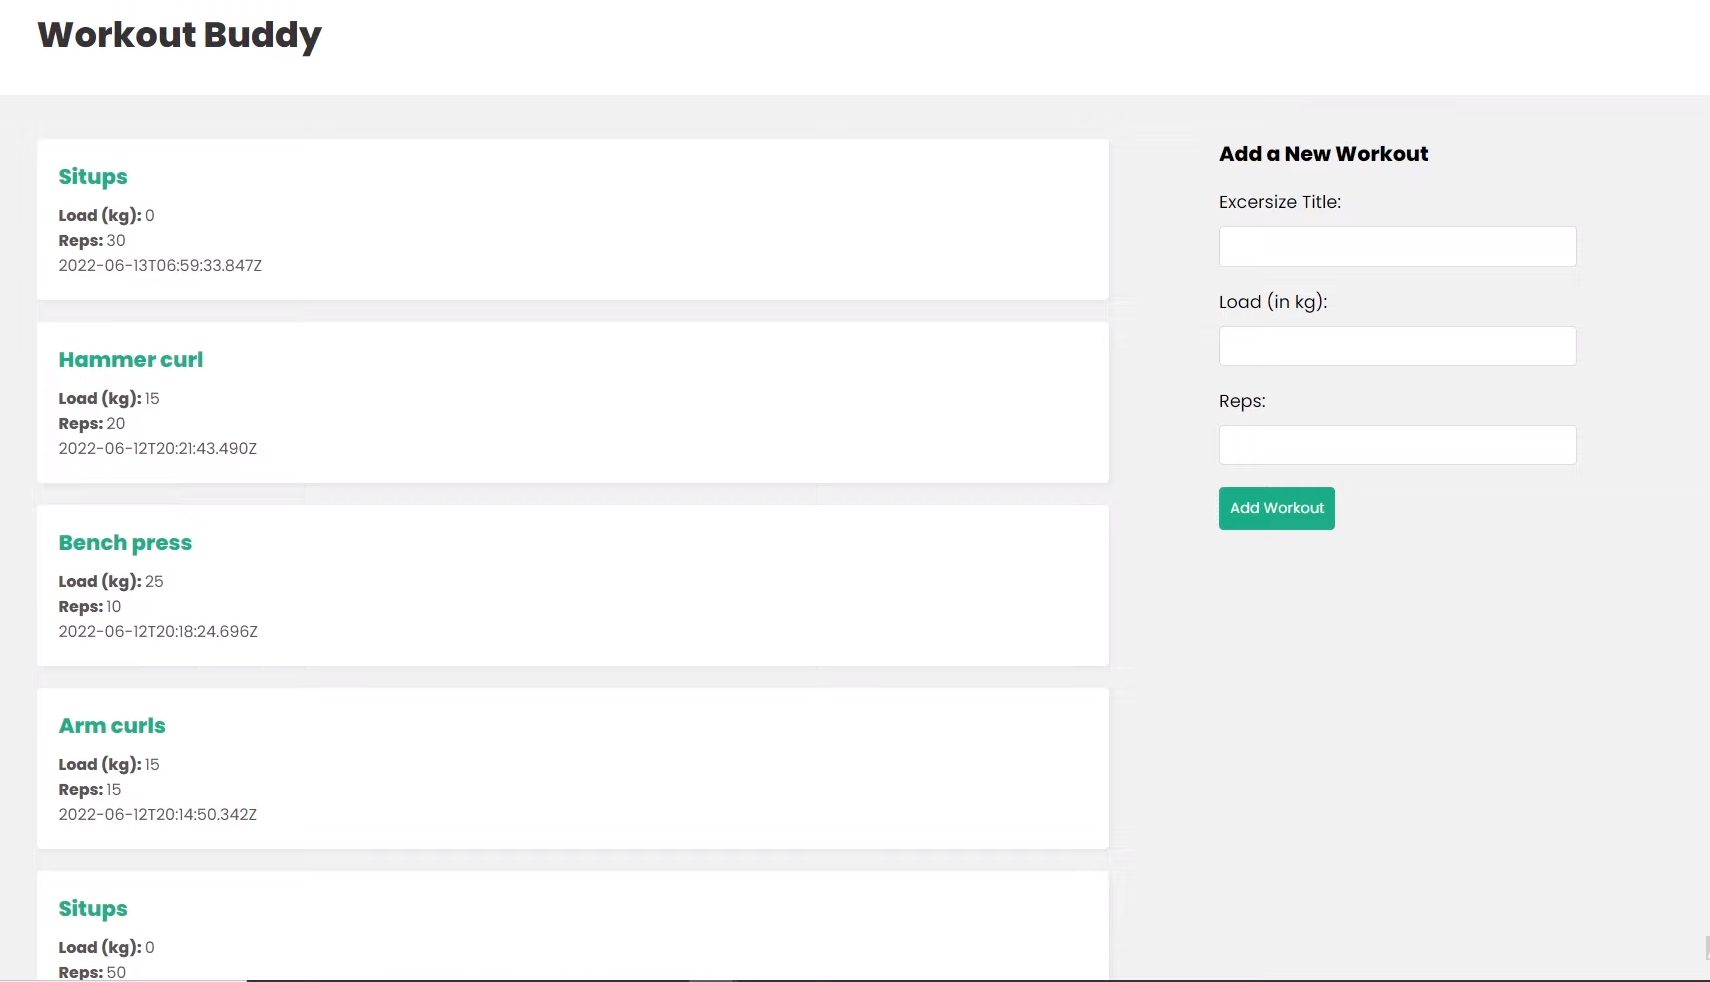 Workout Buddy
Situps
Load (kg): 0
Reps: 30
2022-06-13T06:59:33.847Z
Hammer curl
Load (kg): 15
Reps: 20
2022-06-12T20:21:43.490Z
Bench press
Load (kg): 25
Reps: 10
2022-06-12T20:18:24.696Z
Arm curls
Load (kg): 15
Reps: 15
2022-06-12T20:14:50.342Z
Situps
Load (kg): 0
Reps: 50
Add a New Workout
Excersize Title:
Load (in kg):
Reps:
Add Workout